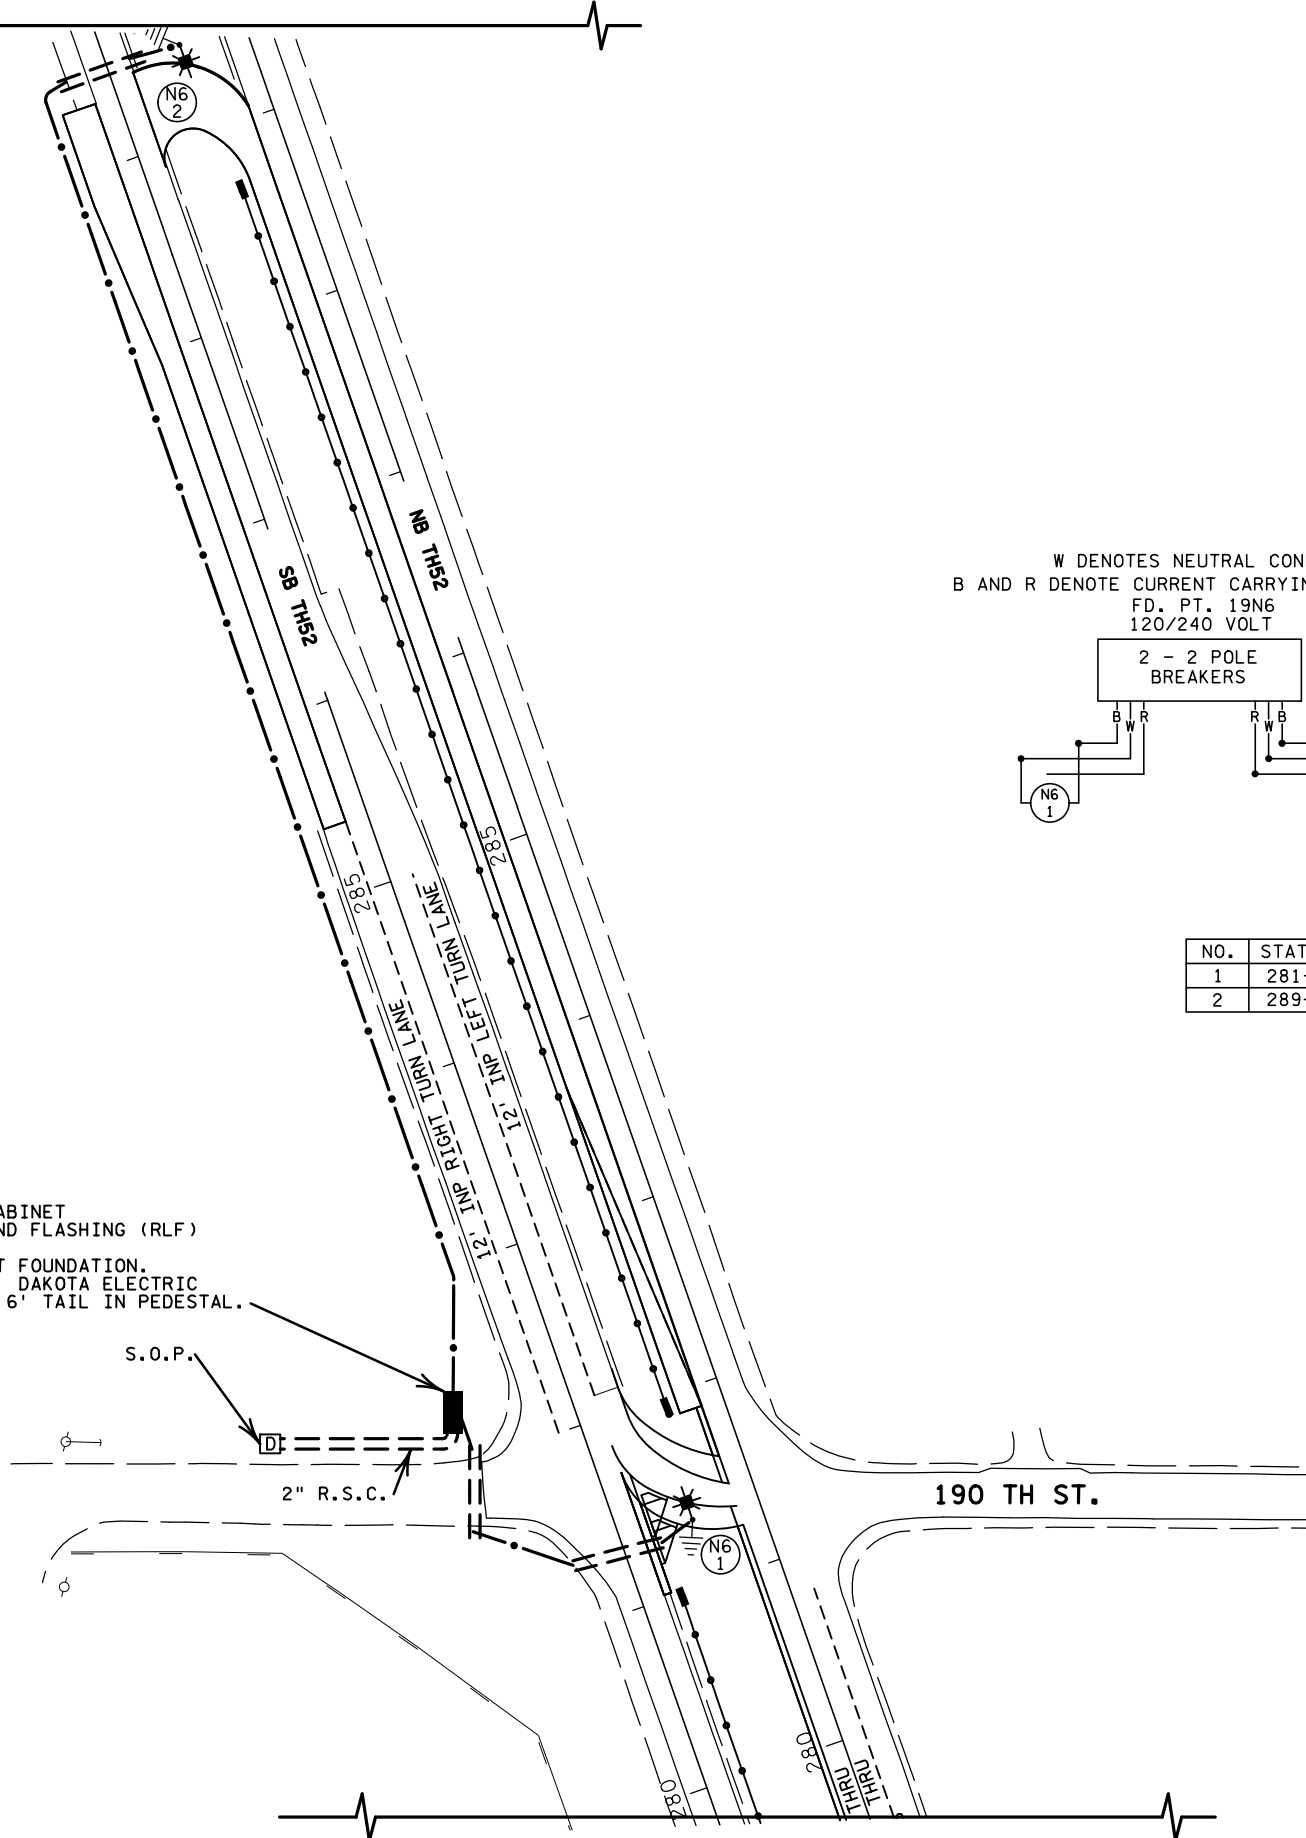 N6
2
NB TH52
SB TH52
W DENOTES NEUTRAL CON
B AND R DENOTE CURRENT CARRYIN
FD. PT. 19N6
120/240 VOLT
2 - 2 POLE
BREAKERS
B W R
R W B
N6
1
285
285
NO. STAT
1 281-
2 289-
12' INP LEFT TURN LANE
12' INP RIGHT TURN LANE
ABINET
ND FLASHING (RLF)
T FOUNDATION.
DAKOTA ELECTRIC
6' TAIL IN PEDESTAL.
S.O.P.
D
2" R.S.C.
190 TH ST.
N6
1
280
280
THRU
THRU